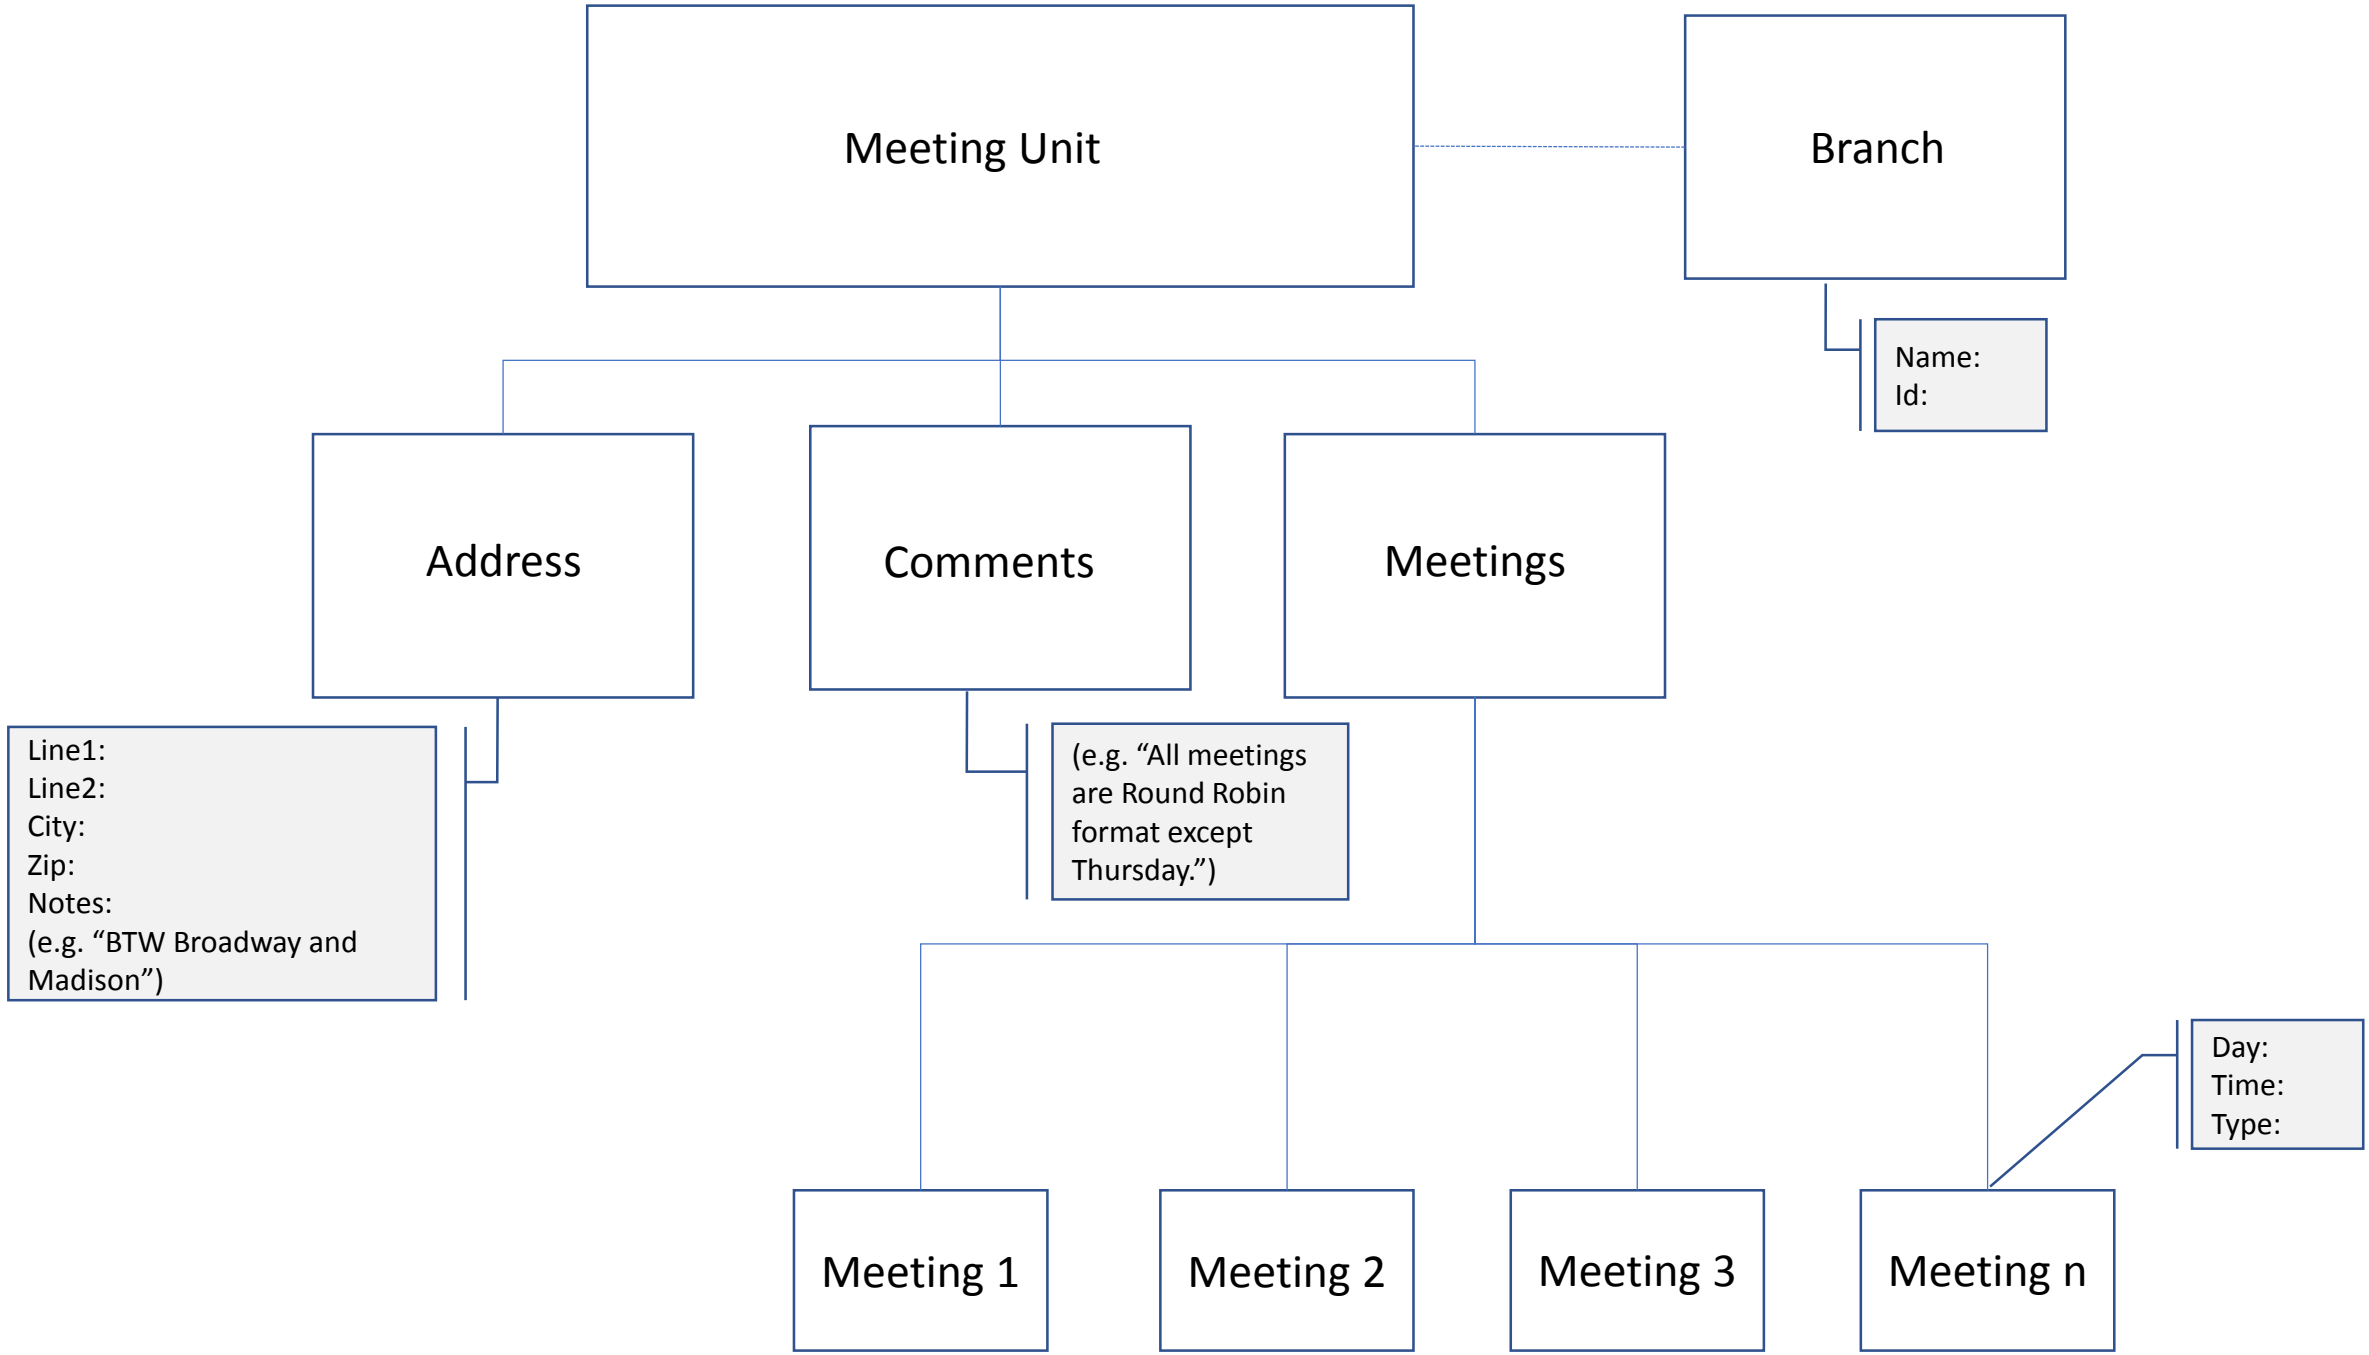 Meeting Unit
Branch
Name:
Id:
Address
Comments
Meetings
Line1:
Line2:
City:
Zip:
Notes:
(e.g. “BTW Broadway and
Madison”)
(e.g. “All meetings
are Round Robin
format except
Thursday.”)
Day:
Time:
Type:
Meeting 1
Meeting 2
Meeting 3
Meeting n